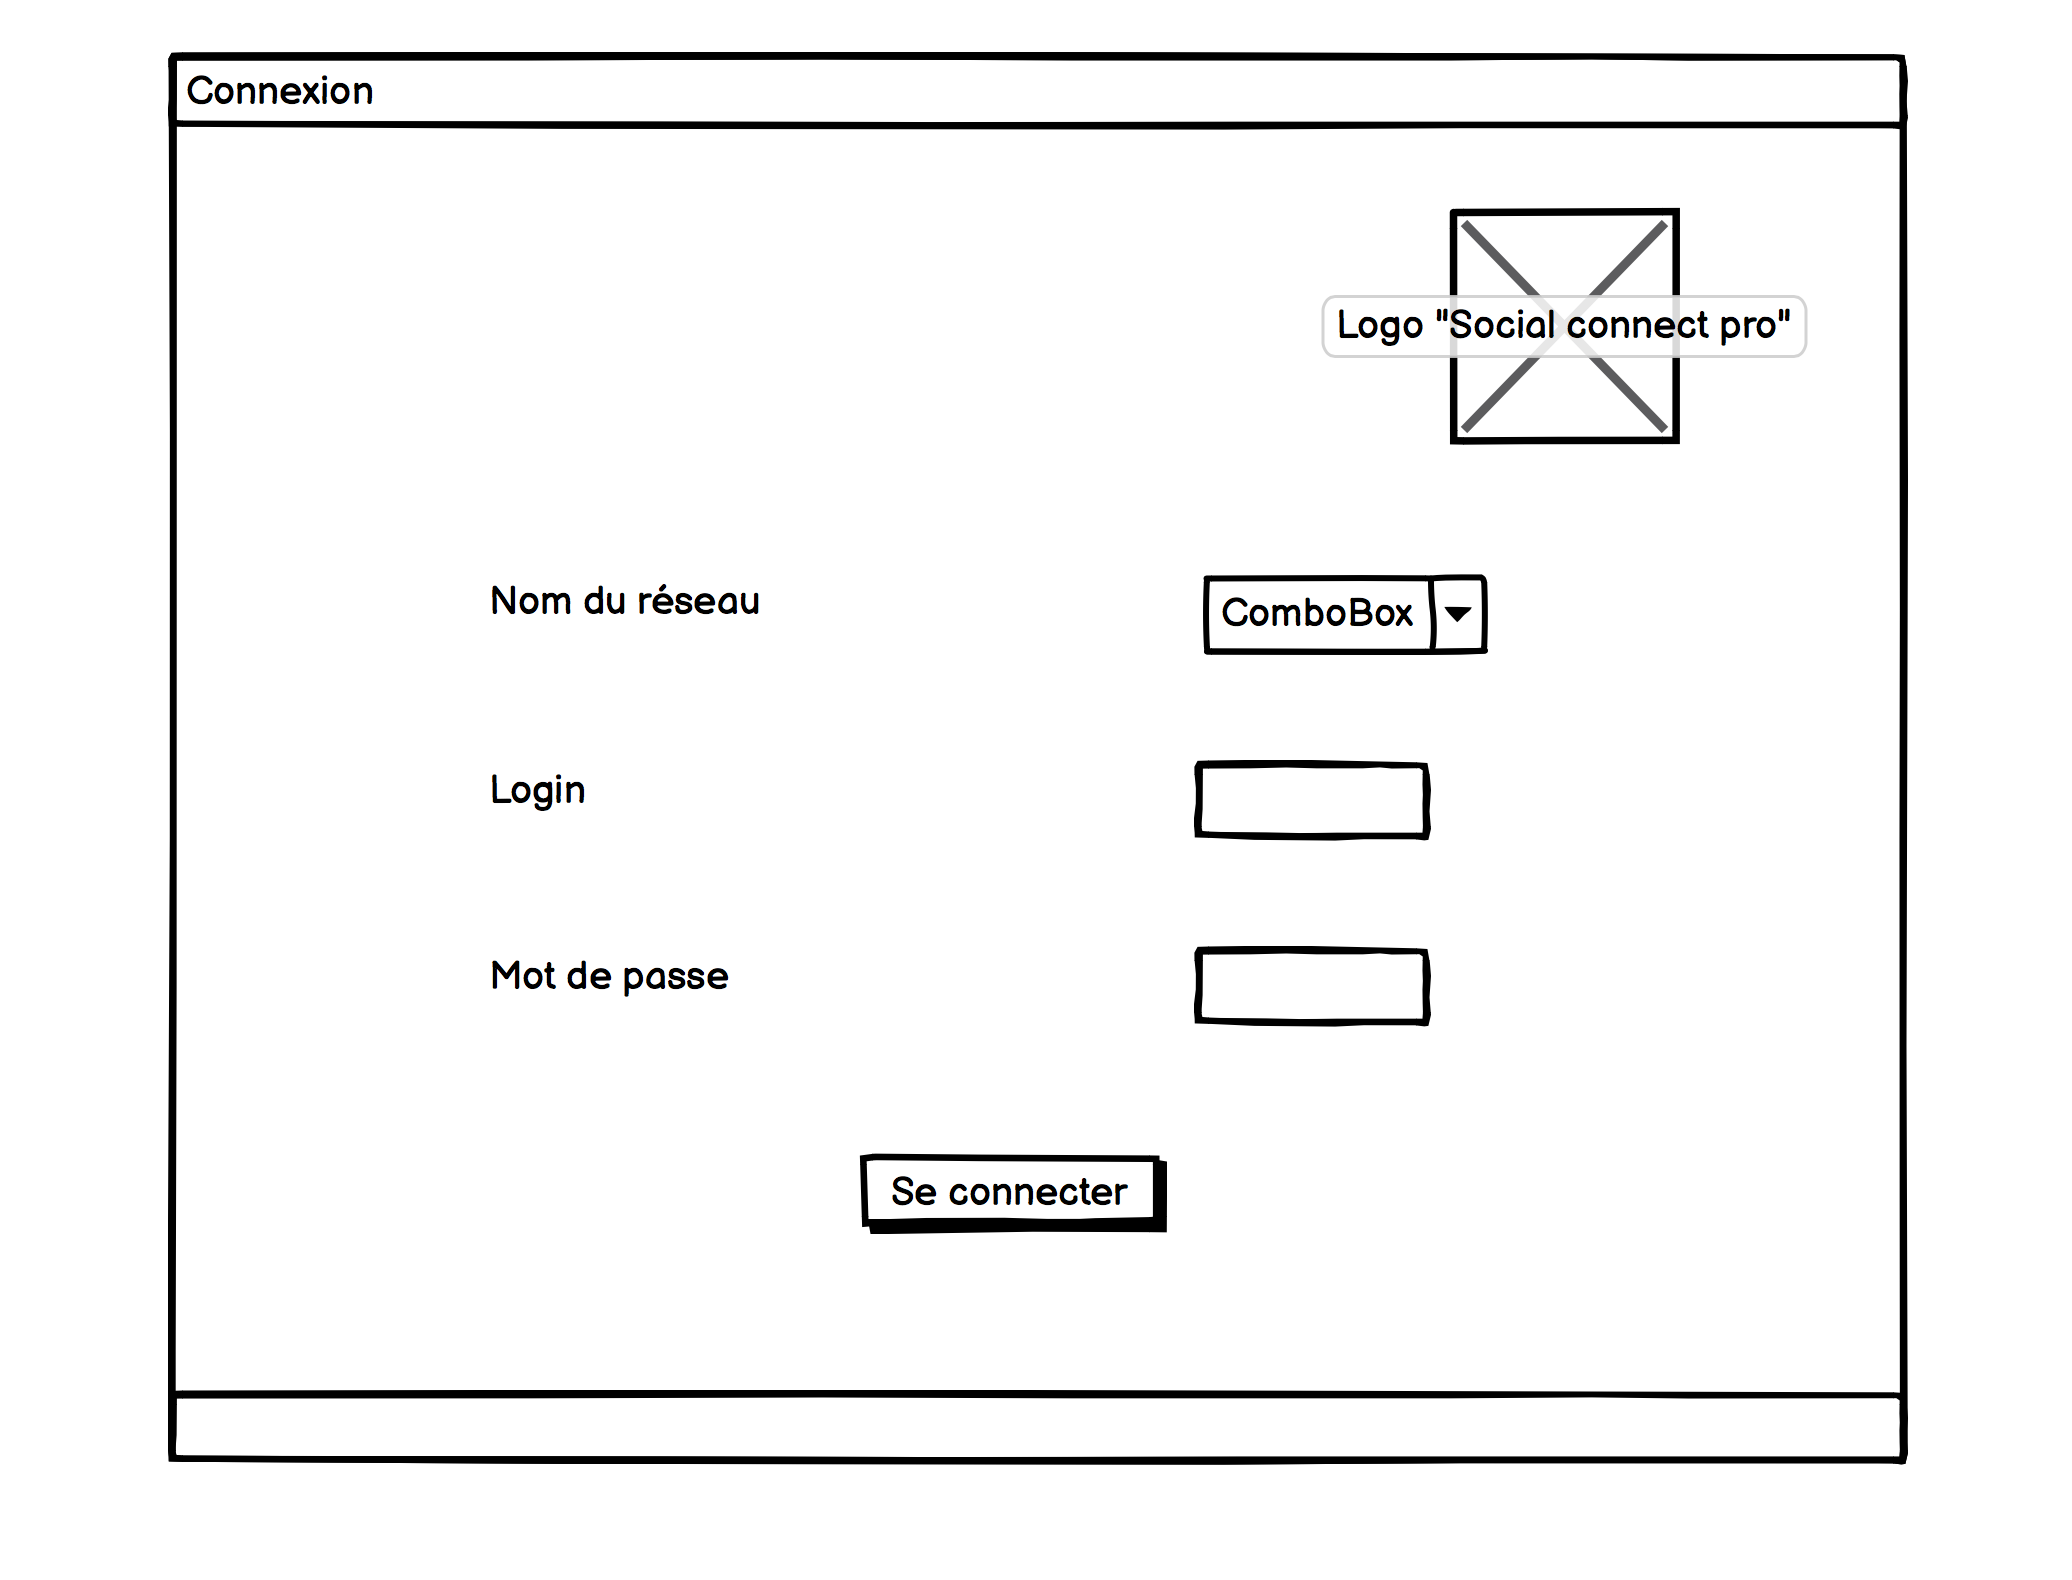 Connexion
Logo "Social connect pro"
Nom du réseau
ComboBox
Login
Mot de passe
Se connecter